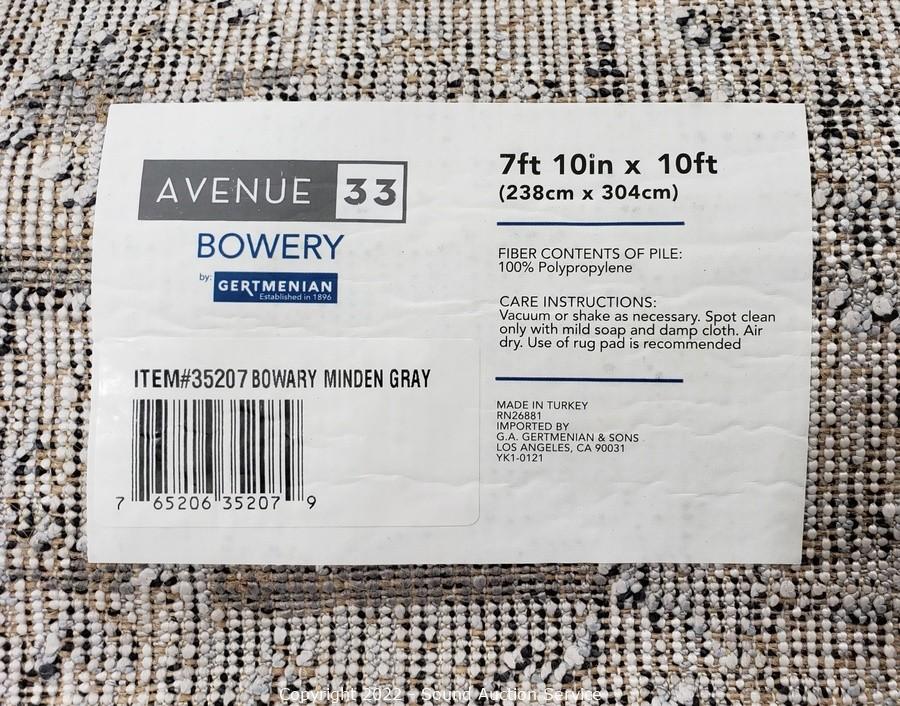 AVENUE 33
BOWERY
by: GERTMENIAN
Established in 1896
ITEM#35207 BOWARY MINDEN GRAY
7 65206 35207 9
7ft 10in x 10ft
(238cm x 304cm)
FIBER CONTENTS OF PILE:
100% Polypropylene
CARE INSTRUCTIONS:
Vacuum or shake as necessary. Spot clean
only with mild soap and damp cloth. Air
dry. Use of rug pad is recommended
MADE IN TURKEY
RN26881
IMPORTED BY
G.A. GERTMENIAN & SONS
LOS ANGELES, CA 90031
YK1-0121
Copyright 2022 - Sound Auction Service